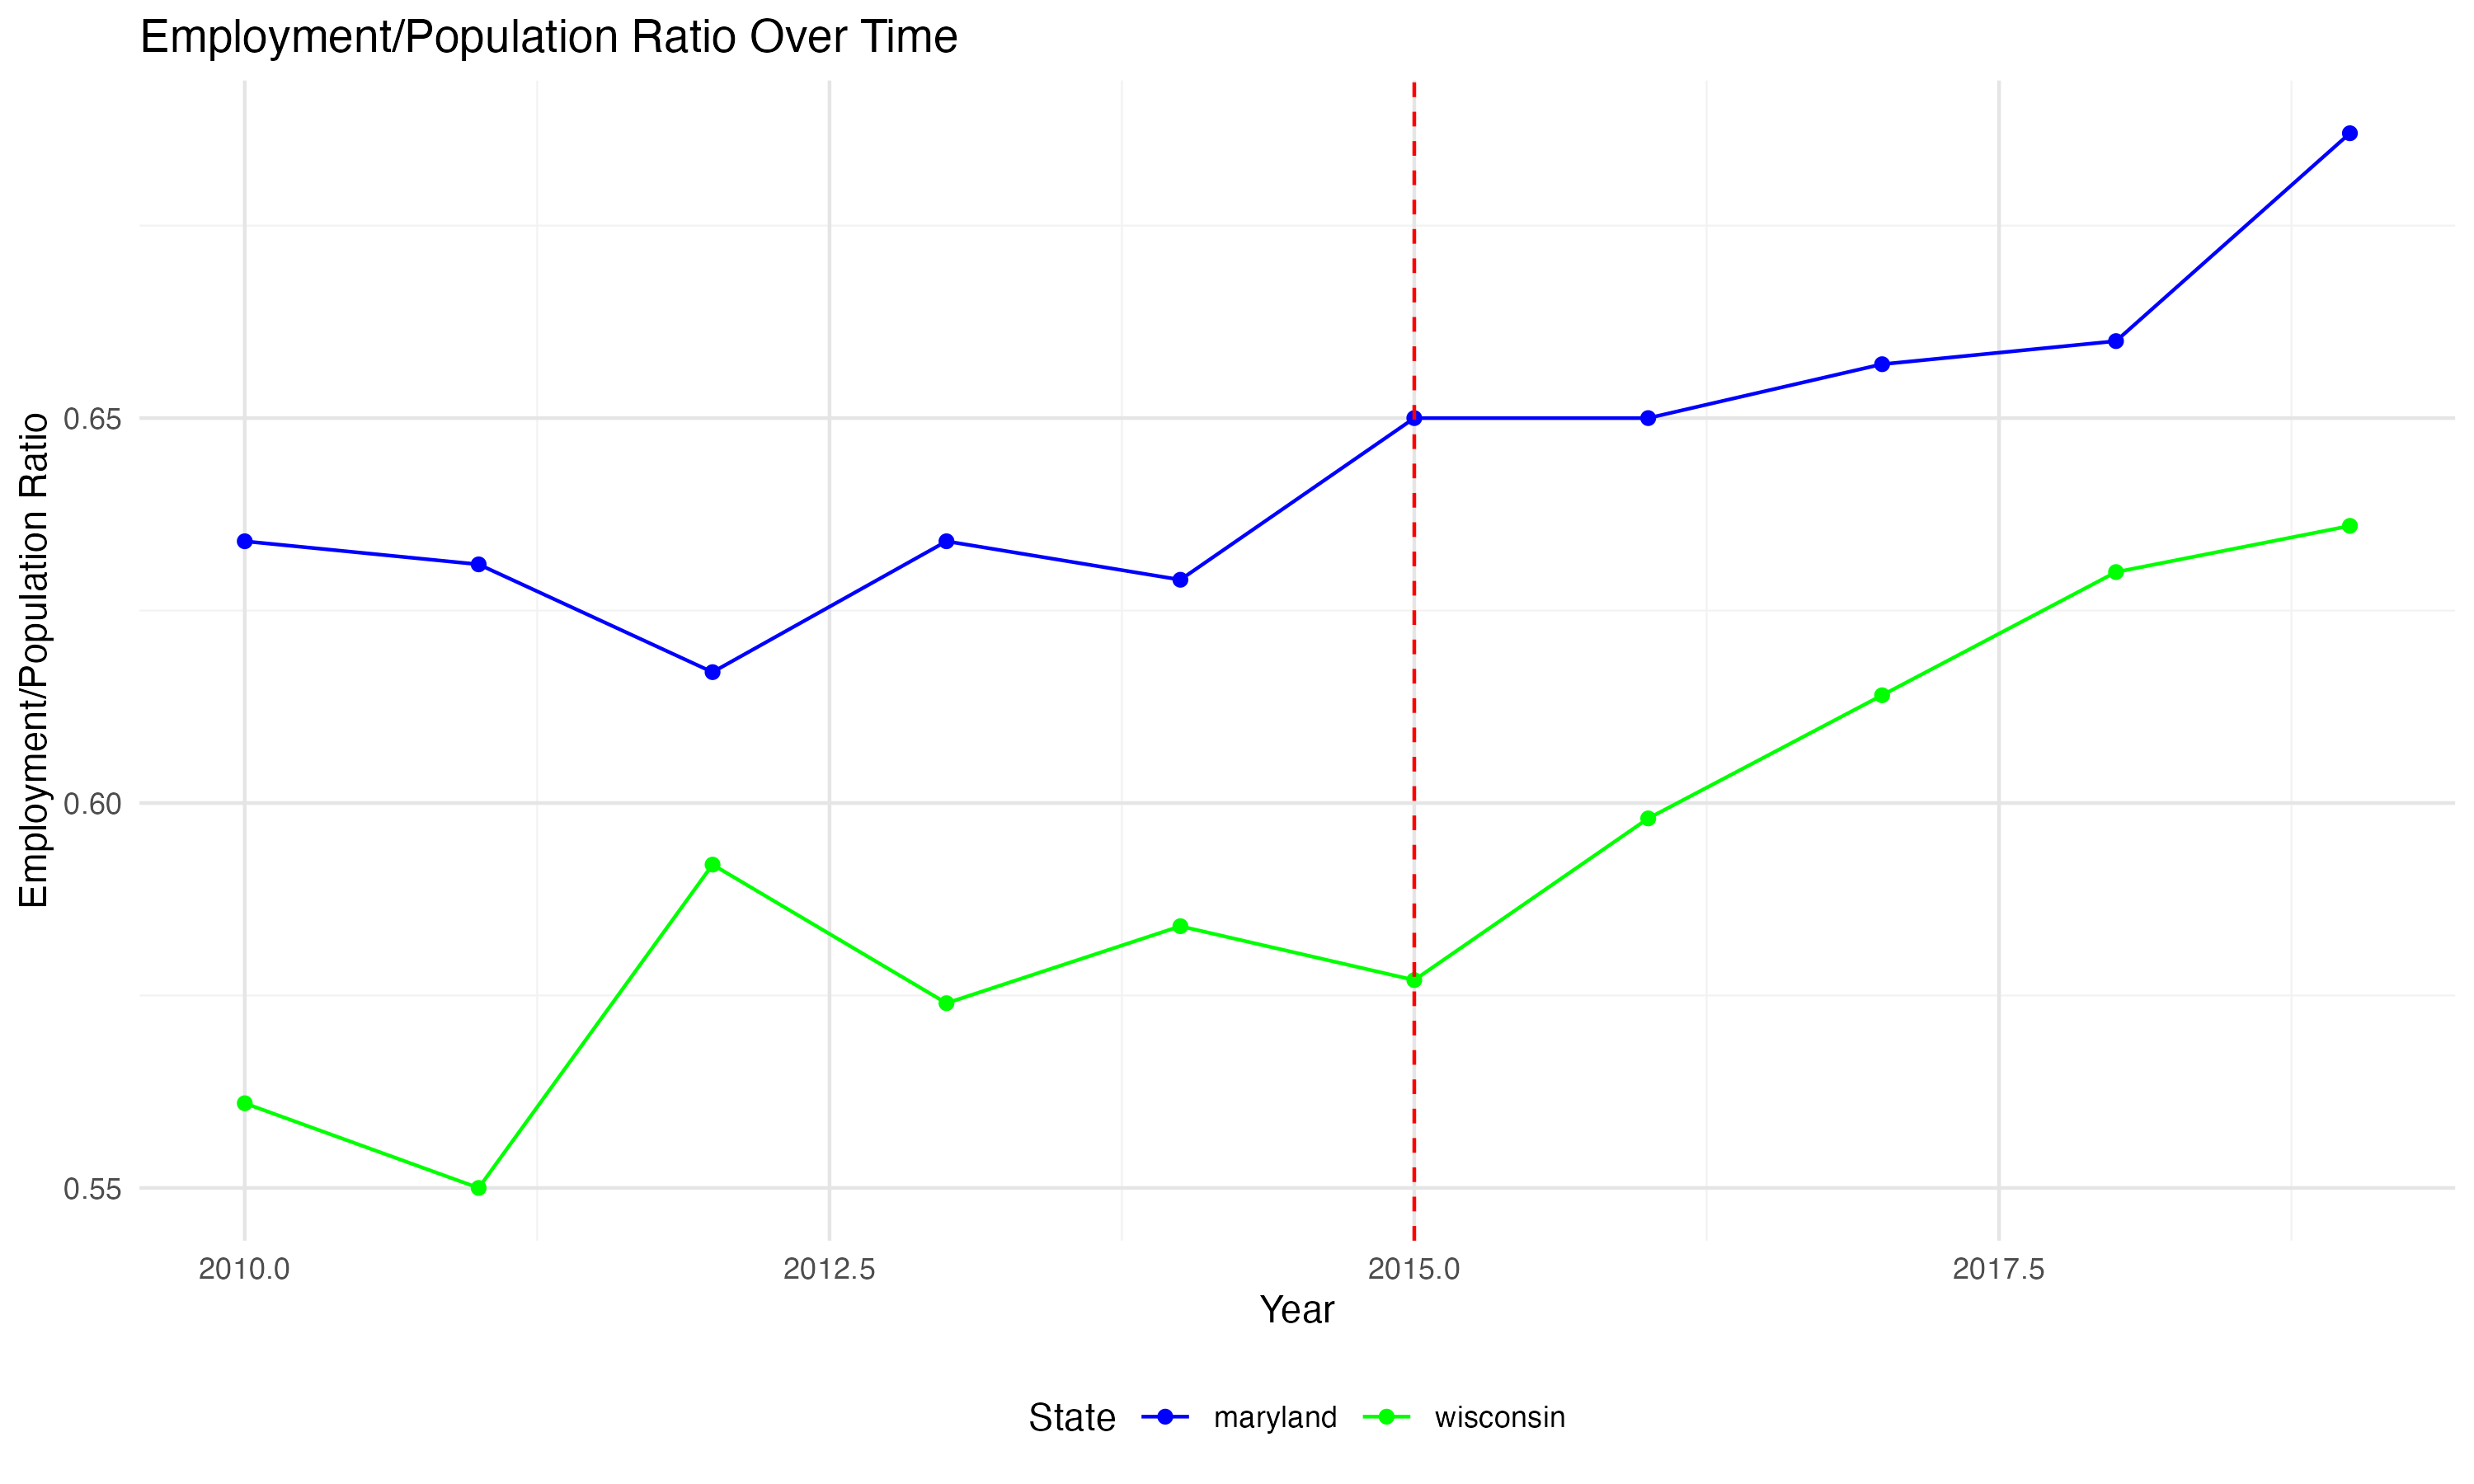 Employment/Population Ratio Over Time
Employment/Population Ratio
0.65
0.60
0.55
2010.0 2012.5 2015.0 2017.5
Year
State maryland wisconsin